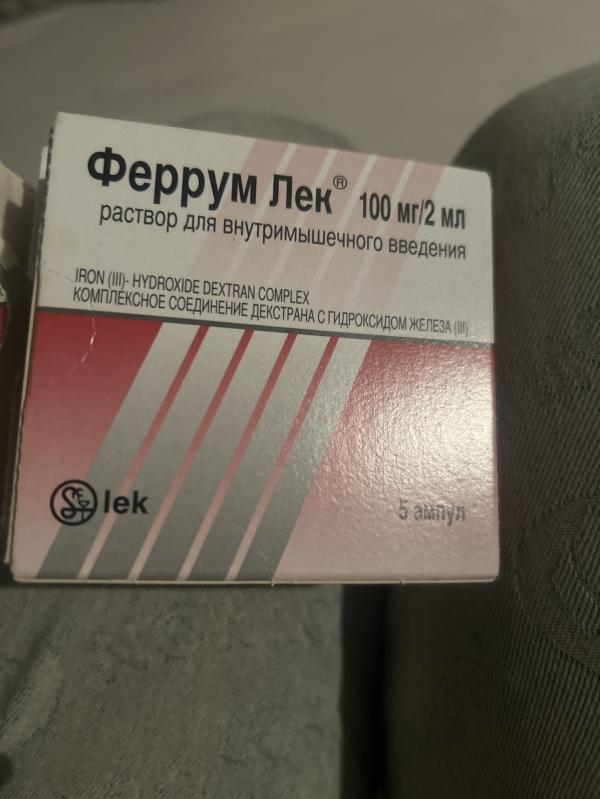 Феррум Лек® 100 мг/2 мл
раствор для внутримышечного введения
IRON (III)- HYDROXIDE DEXTRAN COMPLEX
КОМПЛЕКСНОЕ СОЕДИНЕНИЕ ДЕКСТРАНА С ГИДРОКСИДОМ ЖЕЛЕЗА (III)
lek
5 ампул